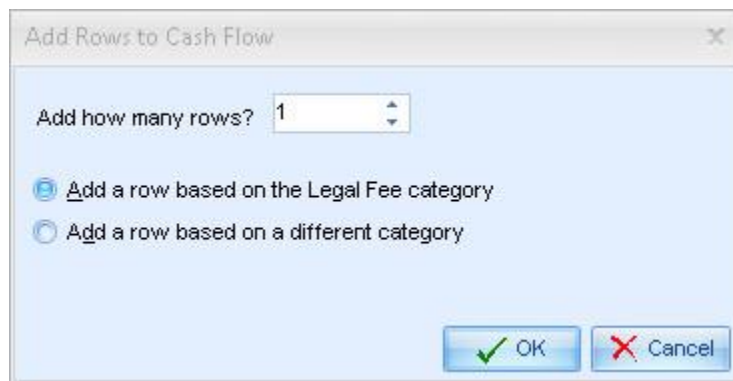 Add Rows to Cash Flow
Add how many rows? 1
Add a row based on the Legal Fee category
Add a row based on a different category
OK Cancel